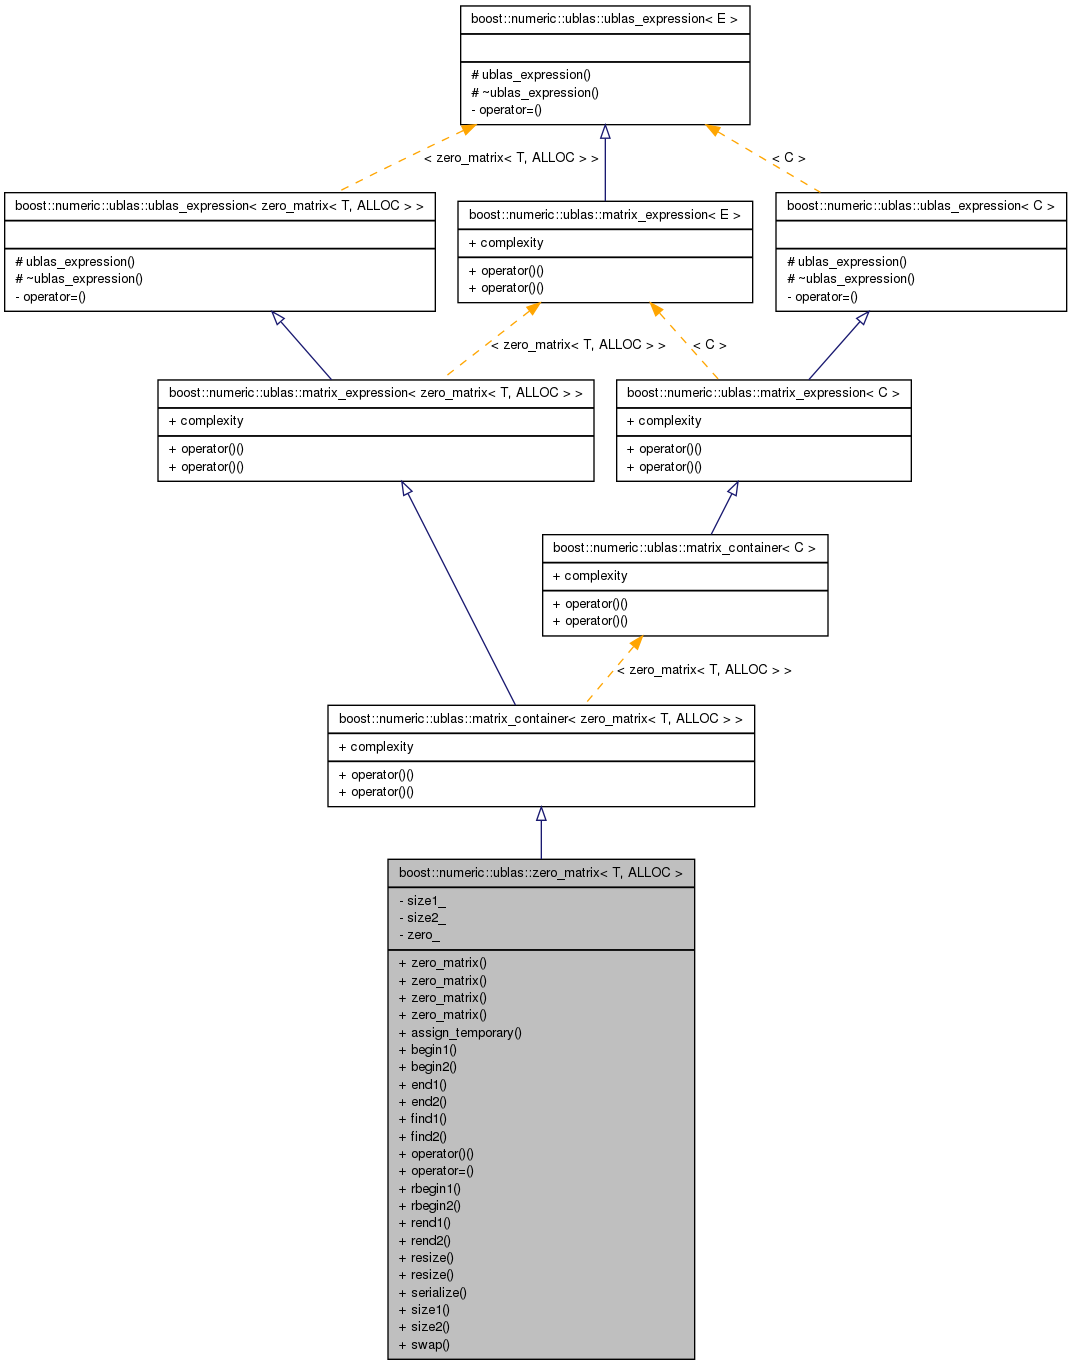 boost::numeric::ublas::ublas_expression< E >
# ublas_expression()
# ~ublas_expression()
- operator=()
< zero_matrix< T, ALLOC > >
< C >
boost::numeric::ublas::ublas_expression< zero_matrix< T, ALLOC > >
# ublas_expression()
# ~ublas_expression()
- operator=()
boost::numeric::ublas::matrix_expression< E >
+ complexity
+ operator()()
+ operator()()
boost::numeric::ublas::ublas_expression< C >
# ublas_expression()
# ~ublas_expression()
- operator=()
< zero_matrix< T, ALLOC > >
< C >
boost::numeric::ublas::matrix_expression< zero_matrix< T, ALLOC > >
+ complexity
+ operator()()
+ operator()()
boost::numeric::ublas::matrix_expression< C >
+ complexity
+ operator()()
+ operator()()
boost::numeric::ublas::matrix_container< C >
+ complexity
+ operator()()
+ operator()()
< zero_matrix< T, ALLOC > >
boost::numeric::ublas::matrix_container< zero_matrix< T, ALLOC > >
+ complexity
+ operator()()
+ operator()()
boost::numeric::ublas::zero_matrix< T, ALLOC >
- size1_
- size2_
- zero_
+ zero_matrix()
+ zero_matrix()
+ zero_matrix()
+ zero_matrix()
+ assign_temporary()
+ begin1()
+ begin2()
+ end1()
+ end2()
+ find1()
+ find2()
+ operator()()
+ operator=()
+ rbegin1()
+ rbegin2()
+ rend1()
+ rend2()
+ resize()
+ resize()
+ serialize()
+ size1()
+ size2()
+ swap()